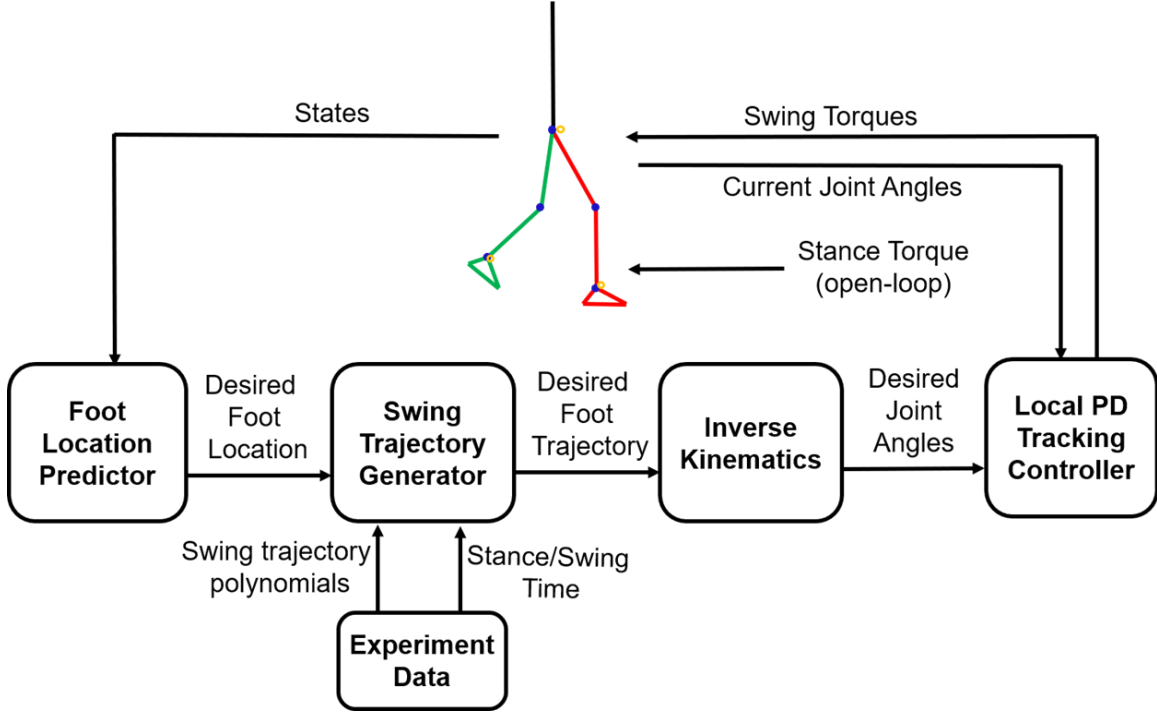 States
Swing Torques
Current Joint Angles
Stance Torque
(open-loop)
Foot
Location
Predictor
Desired
Foot
Location
Swing
Trajectory
Generator
Desired
Foot
Trajectory
Inverse
Kinematics
Desired
Joint
Angles
Local PD
Tracking
Controller
Swing trajectory
polynomials
Stance/Swing
Time
Experiment
Data